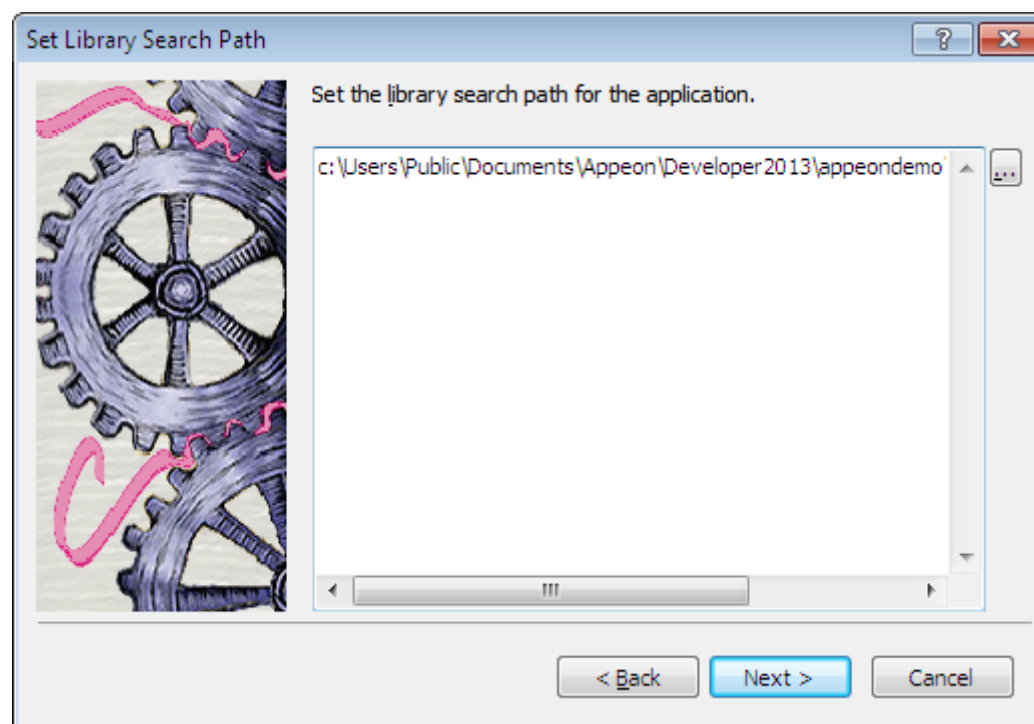 Set Library Search Path
Set the library search path for the application.
c:\Users\Public\Documents\Appeon\Developer2013\appeondemo
...
< Back
Next >
Cancel